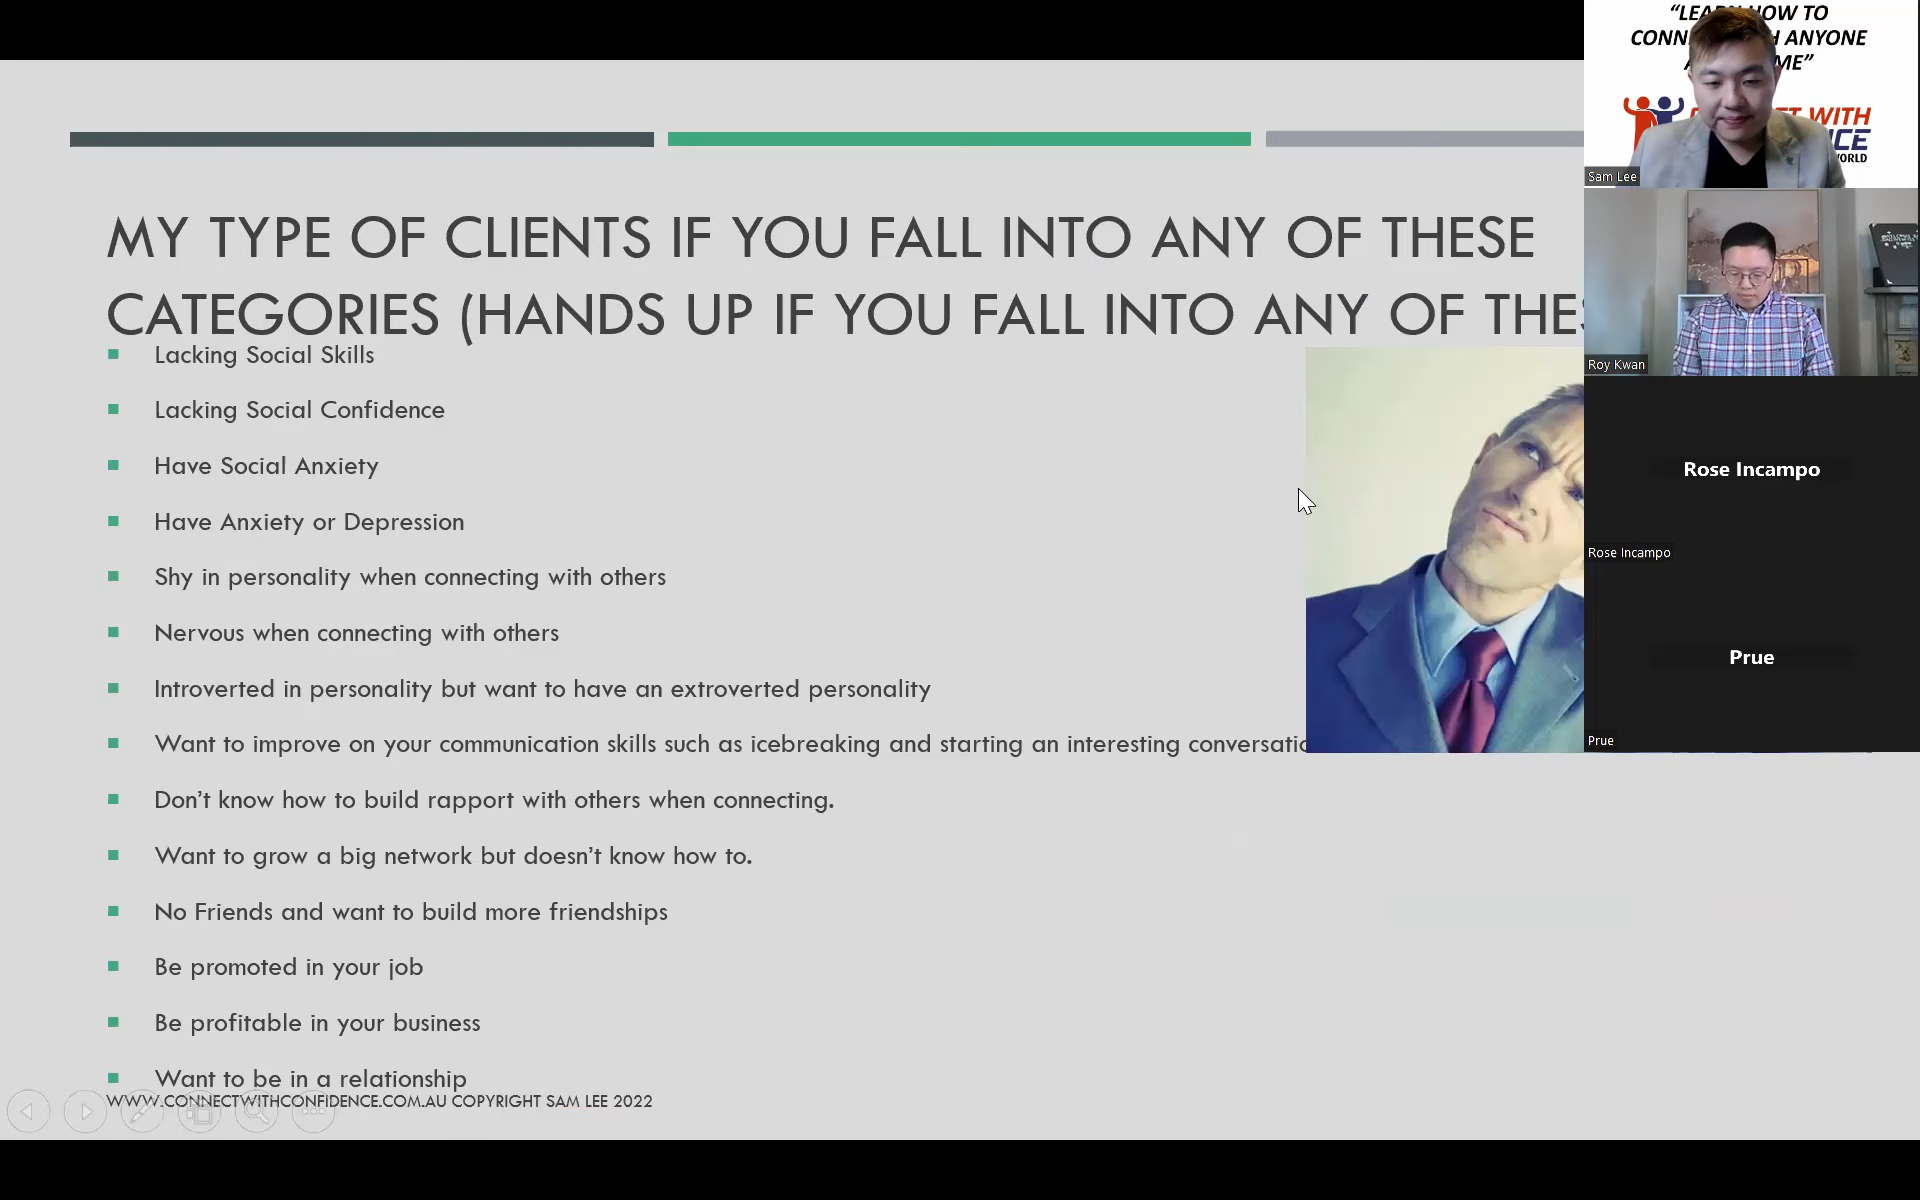 MY TYPE OF CLIENTS IF YOU FALL INTO ANY OF THESE
CATEGORIES (HANDS UP IF YOU FALL INTO ANY OF
Lacking Social Skills
Lacking Social Confidence
Have Social Anxiety
Have Anxiety or Depression
Shy in personality when connecting with others
Nervous when connecting with others
Introverted in personality but want to have an extroverted personality
Want to improve on your communication skills such as icebreaking and starting an interesting
Don’t know how to build rapport with others when connecting.
Want to grow a big network but doesn’t know how to.
No Friends and want to build more friendships
Be promoted in your job
Be profitable in your business
Want to be in a relationship
WWW.CONNECTWITHCONFIDENCE.COM.AU COPYRIGHT SAM LEE 2022
HOW TO
ANYONE
WITH
Sam Lee
Roy Kwan
Rose Incampo
Rose Incampo
Prue
Prue